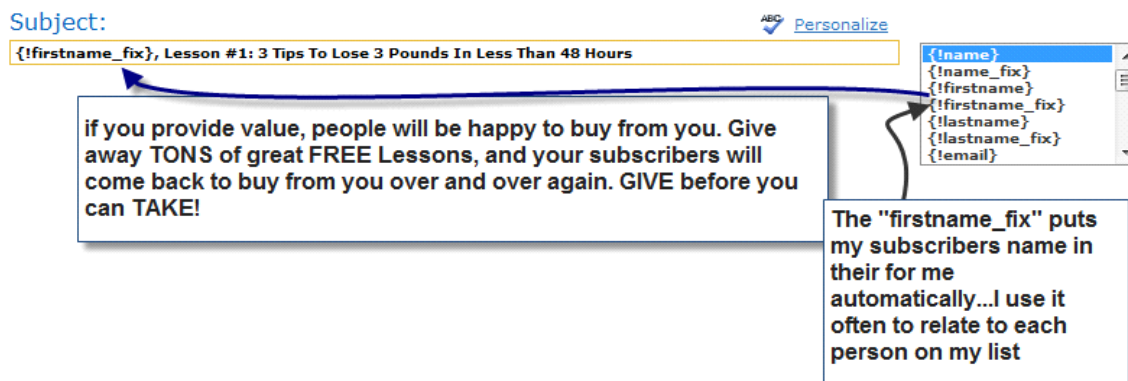 Subject:
ABC Personalize
{!firstname_fix}, Lesson #1: 3 Tips To Lose 3 Pounds In Less Than 48 Hours
{!name}
{!name_fix}
{!firstname}
{!firstname_fix}
{!lastname}
{!lastname_fix}
{!email}
if you provide value, people will be happy to buy from you. Give
away TONS of great FREE Lessons, and your subscribers will
come back to buy from you over and over again. GIVE before you
can TAKE!
The "firstname_fix" puts
my subscribers name in
their for me
automatically...I use it
often to relate to each
person on my list